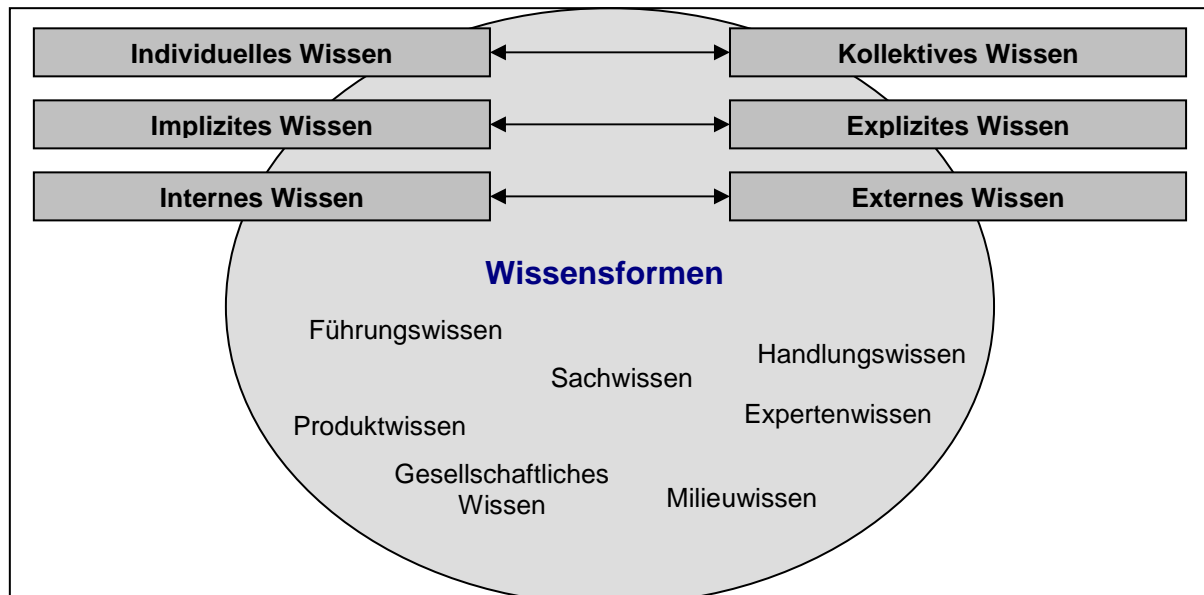 Individuelles Wissen
Kollektives Wissen
Implizites Wissen
Explizites Wissen
Internes Wissen
Externes Wissen
Wissensformen
Führungswissen
Handlungswissen
Sachwissen
Expertenwissen
Produktwissen
Gesellschaftliches
Wissen
Milieuwissen